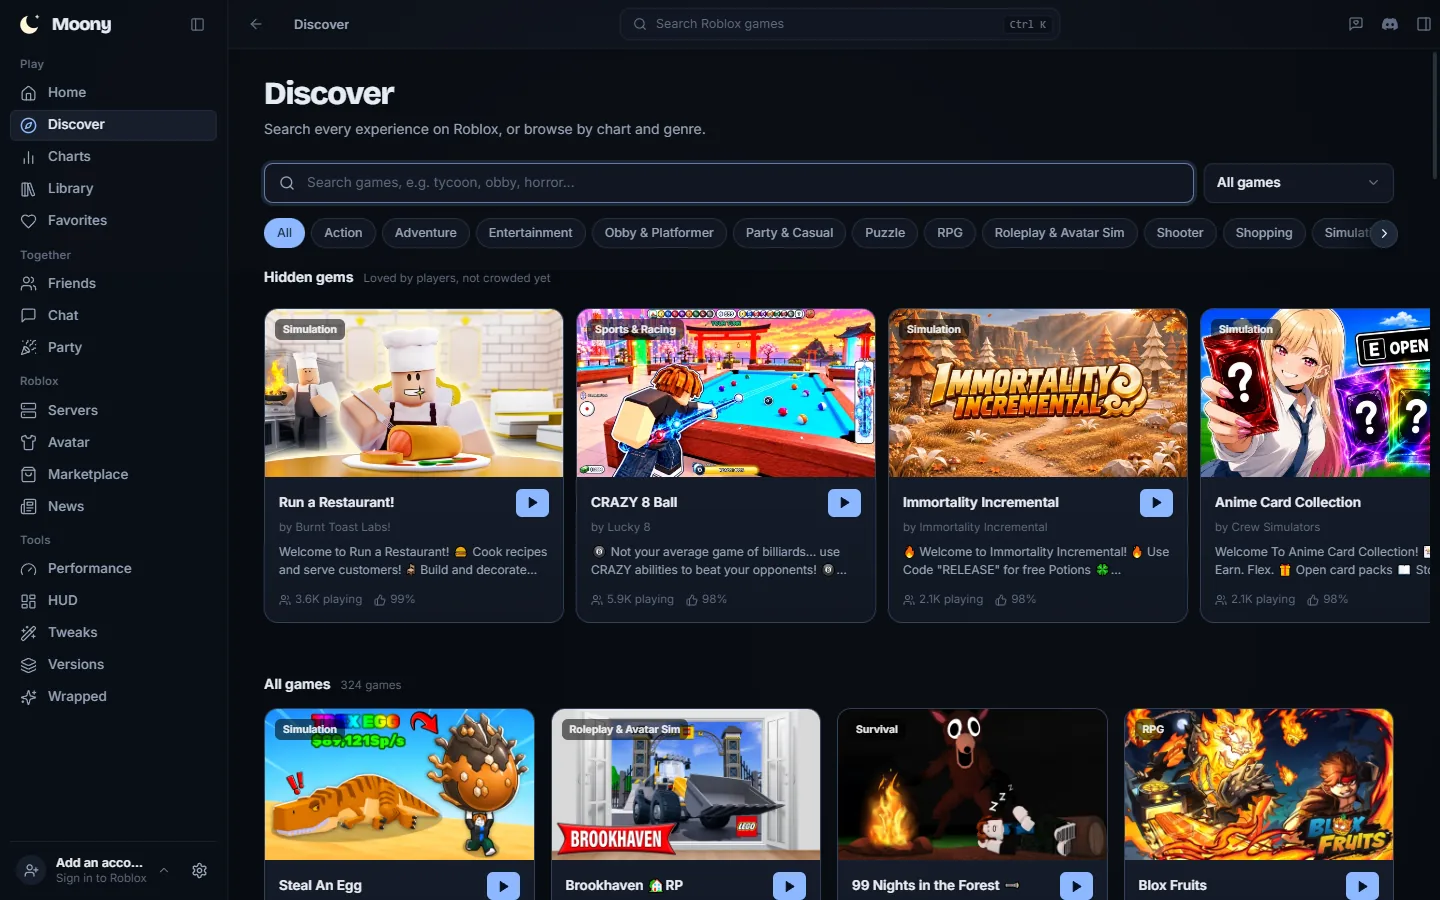 Moony
Discover
Search Roblox games
Ctrl K
Play
Home
Discover
Charts
Library
Favorites
Together
Friends
Chat
Party
Roblox
Servers
Avatar
Marketplace
News
Tools
Performance
HUD
Tweaks
Versions
Wrapped
Add an acco...
Sign in to Roblox
Discover
Search every experience on Roblox, or browse by chart and genre.
Search games, e.g. tycoon, obby, horror...
All games
All
Action
Adventure
Entertainment
Obby & Platformer
Party & Casual
Puzzle
RPG
Roleplay & Avatar Sim
Shooter
Shopping
Simulat
Hidden gems Loved by players, not crowded yet
Simulation
Run a Restaurant!
by Burnt Toast Labs!
Welcome to Run a Restaurant! 🍔 Cook recipes
and serve customers! 🪑 Build and decorate...
3.6K playing 99%
Sports & Racing
CRAZY 8 Ball
by Lucky 8
🎱 Not your average game of billiards... use
CRAZY abilities to beat your opponents! 🎱 ...
5.9K playing 98%
Simulation
IMMORTALITY
INCREMENTAL
Immortality Incremental
by Immortality Incremental
🔥 Welcome to Immortality Incremental! 🔥 Use
Code "RELEASE" for free Potions 🍀 ...
2.1K playing 98%
Simulation
E OPEN
? ? ?
Anime Card Collection
by Crew Simulators
Welcome To Anime Card Collection!
Earn. Flex. 🎁 Open card packs 📖 Sto
2.1K playing 98%
All games 324 games
Simulation
EGG
$89,121Sp/s
!!
Steal An Egg
Roleplay & Avatar Sim
LEGO
BROOKHAVEN
Brookhaven 🏡 RP
Survival
z z z
99 Nights in the Forest
RPG
BLOX
FRUITS
Blox Fruits